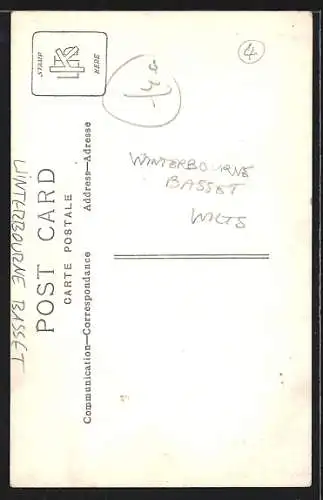 STAMP
HERE
4
WINTERBOURNE
BASSET
WILTS
WINTERBOURNE BASSET
POST CARD
CARTE POSTALE
Communication—Correspondance
Address—Adresse